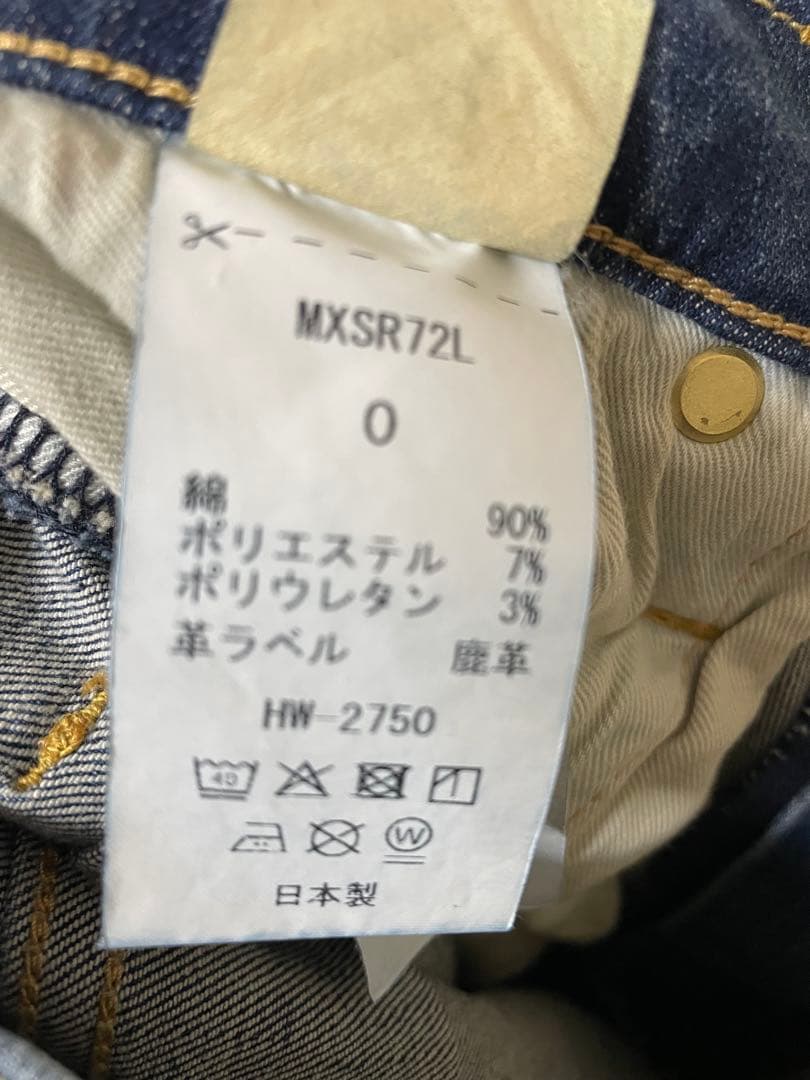 MXSR72L
0
綿 90%
ポリエステル 7%
ポリウレタン 3%
革ラベル 鹿革
HW-2750
40
W
日本製